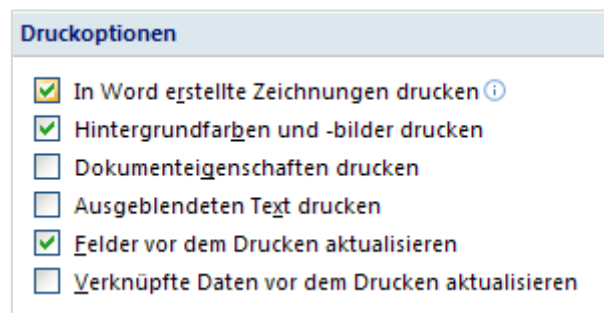 Druckoptionen
In Word erstellte Zeichnungen drucken
Hintergrundfarben und -bilder drucken
Dokumenteigenschaften drucken
Ausgeblendeten Text drucken
Felder vor dem Drucken aktualisieren
Verknüpfte Daten vor dem Drucken aktualisieren